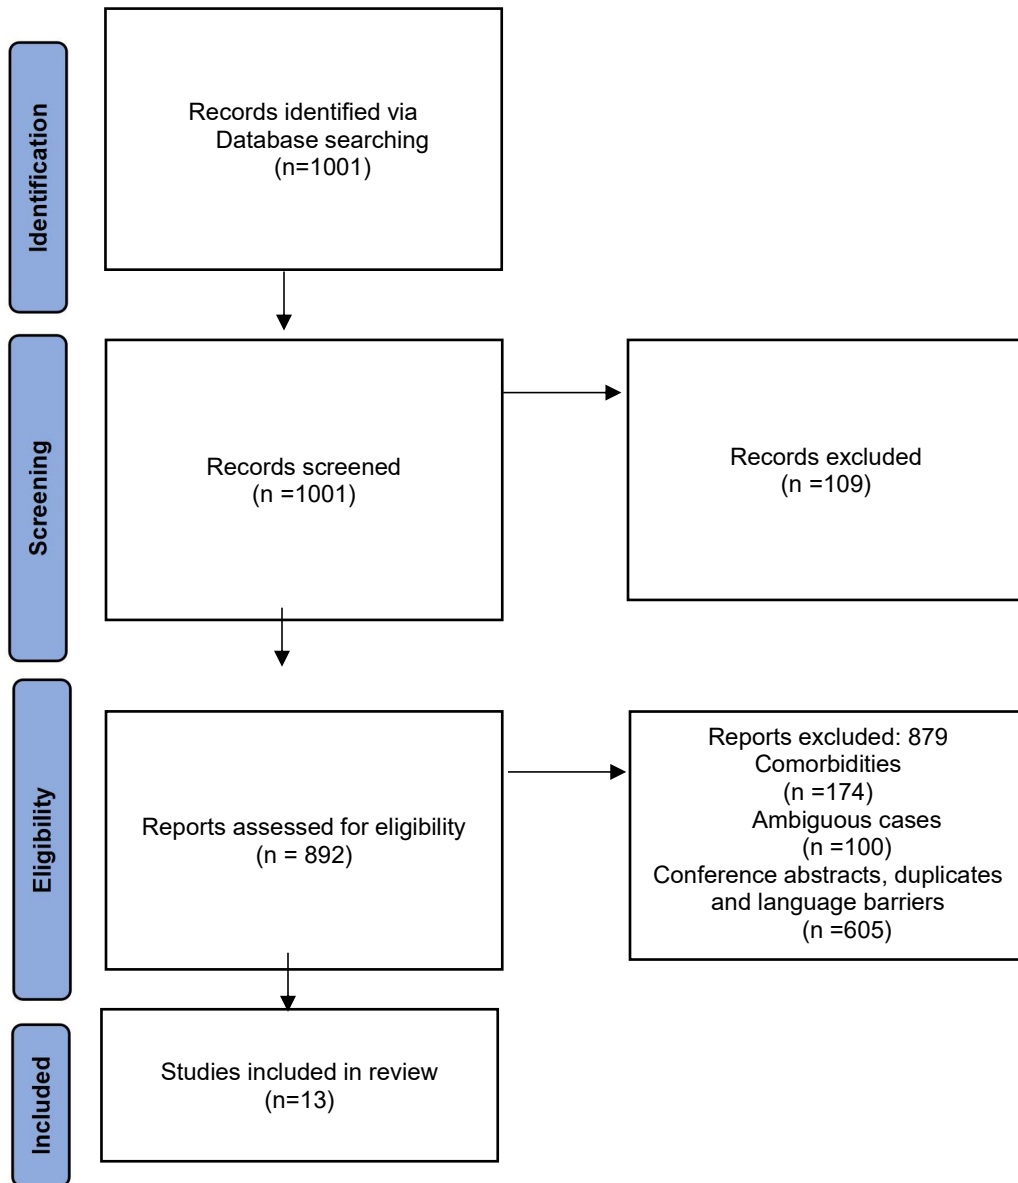 Identification
Records identified via
Database searching
(n=1001)
Screening
Records screened
(n =1001)
Records excluded
(n =109)
Eligibility
Reports assessed for eligibility
(n = 892)
Reports excluded: 879
Comorbidities
(n =174)
Ambiguous cases
(n =100)
Conference abstracts, duplicates
and language barriers
(n =605)
Included
Studies included in review
(n=13)